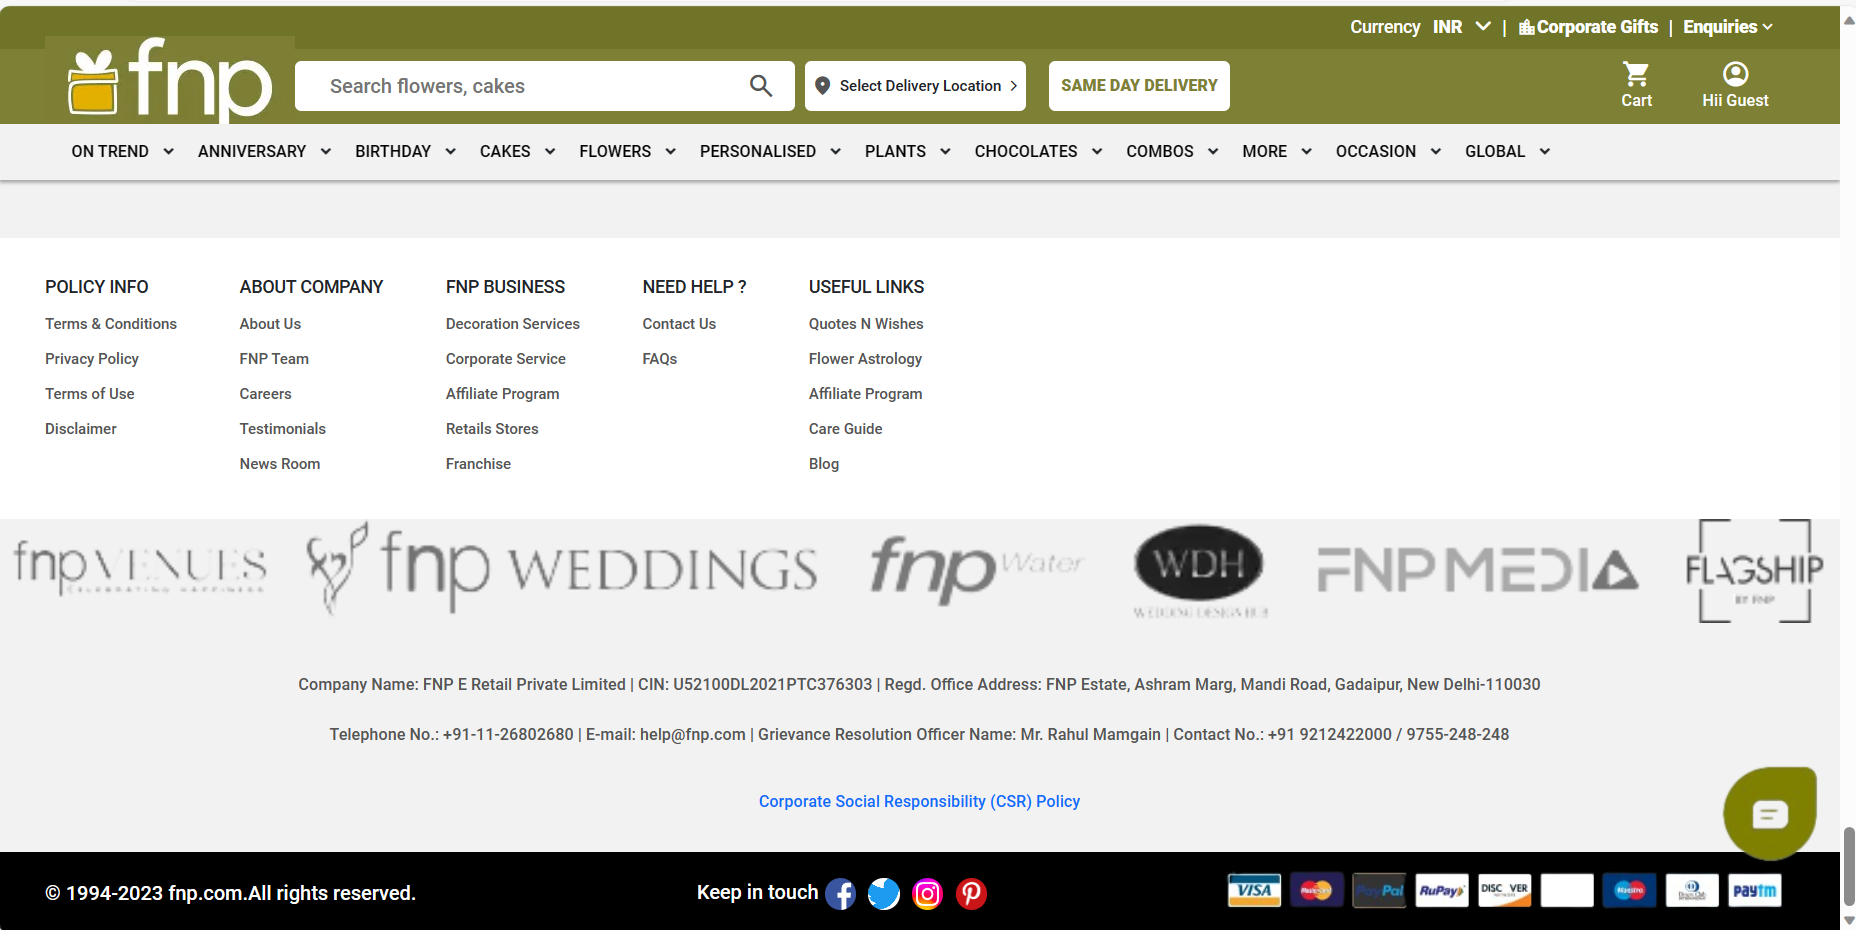 Currency INR | Corporate Gifts | Enquiries
fnp
Search flowers, cakes
Select Delivery Location
SAME DAY DELIVERY
Cart
Hii Guest
ON TREND ANNIVERSARY BIRTHDAY CAKES FLOWERS PERSONALISED PLANTS CHOCOLATES COMBOS MORE OCCASION GLOBAL
POLICY INFO
Terms & Conditions
Privacy Policy
Terms of Use
Disclaimer
ABOUT COMPANY
About Us
FNP Team
Careers
Testimonials
News Room
FNP BUSINESS
Decoration Services
Corporate Service
Affiliate Program
Retails Stores
Franchise
NEED HELP ?
Contact Us
FAQs
USEFUL LINKS
Quotes N Wishes
Flower Astrology
Affiliate Program
Care Guide
Blog
fnp VENUES
CELEBRATING HAPPINESS
fnp WEDDINGS
fnp Water
WDH
WEDDING DESIGN HUB
FNP MEDIA
FLAGSHIP
BY FNP
Company Name: FNP E Retail Private Limited | CIN: U52100DL2021PTC376303 | Regd. Office Address: FNP Estate, Ashram Marg, Mandi Road, Gadaipur, New Delhi-110030
Telephone No.: +91-11-26802680 | E-mail: help@fnp.com | Grievance Resolution Officer Name: Mr. Rahul Mamgain | Contact No.: +91 9212422000 / 9755-248-248
Corporate Social Responsibility (CSR) Policy
© 1994-2023 fnp.com.All rights reserved.
Keep in touch
VISA
MasterCard
PayPal
RuPay
DISCOVER
Maestro
Diners Club
paytm